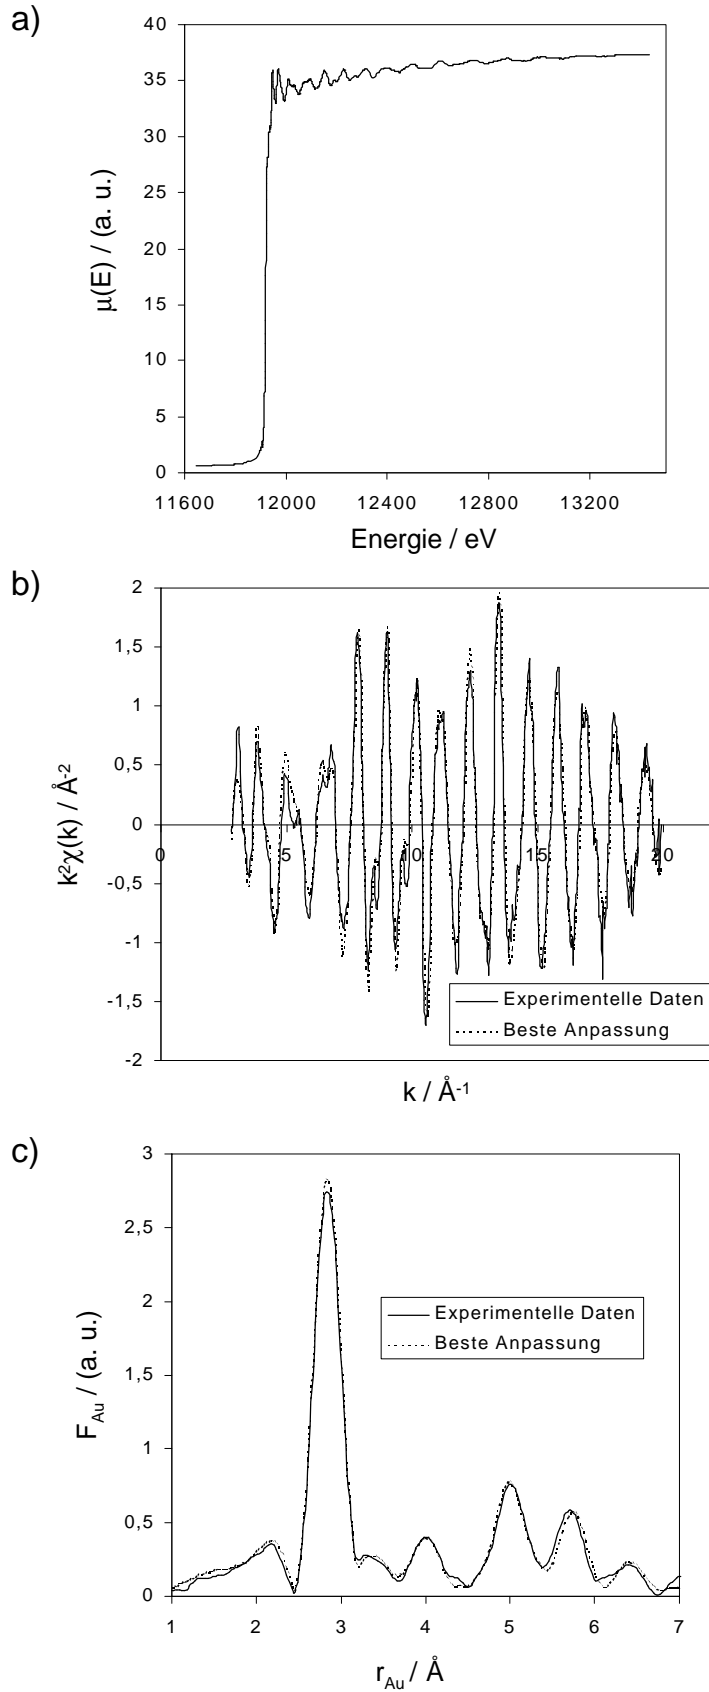 a)
40
35
30
25
20
15
10
5
0
μ(E) / (a. u.)
11600 12000 12400 12800 13200
Energie / eV
b)
2
1,5
1
0,5
0
-0,5
-1
-1,5
-2
k²χ(k) / Å⁻²
0 5 10 15 20
Experimentelle Daten
Beste Anpassung
k / Å⁻¹
c)
3
2,5
2
1,5
1
0,5
0
F_Au / (a. u.)
Experimentelle Daten
Beste Anpassung
1 2 3 4 5 6 7
r_Au / Å